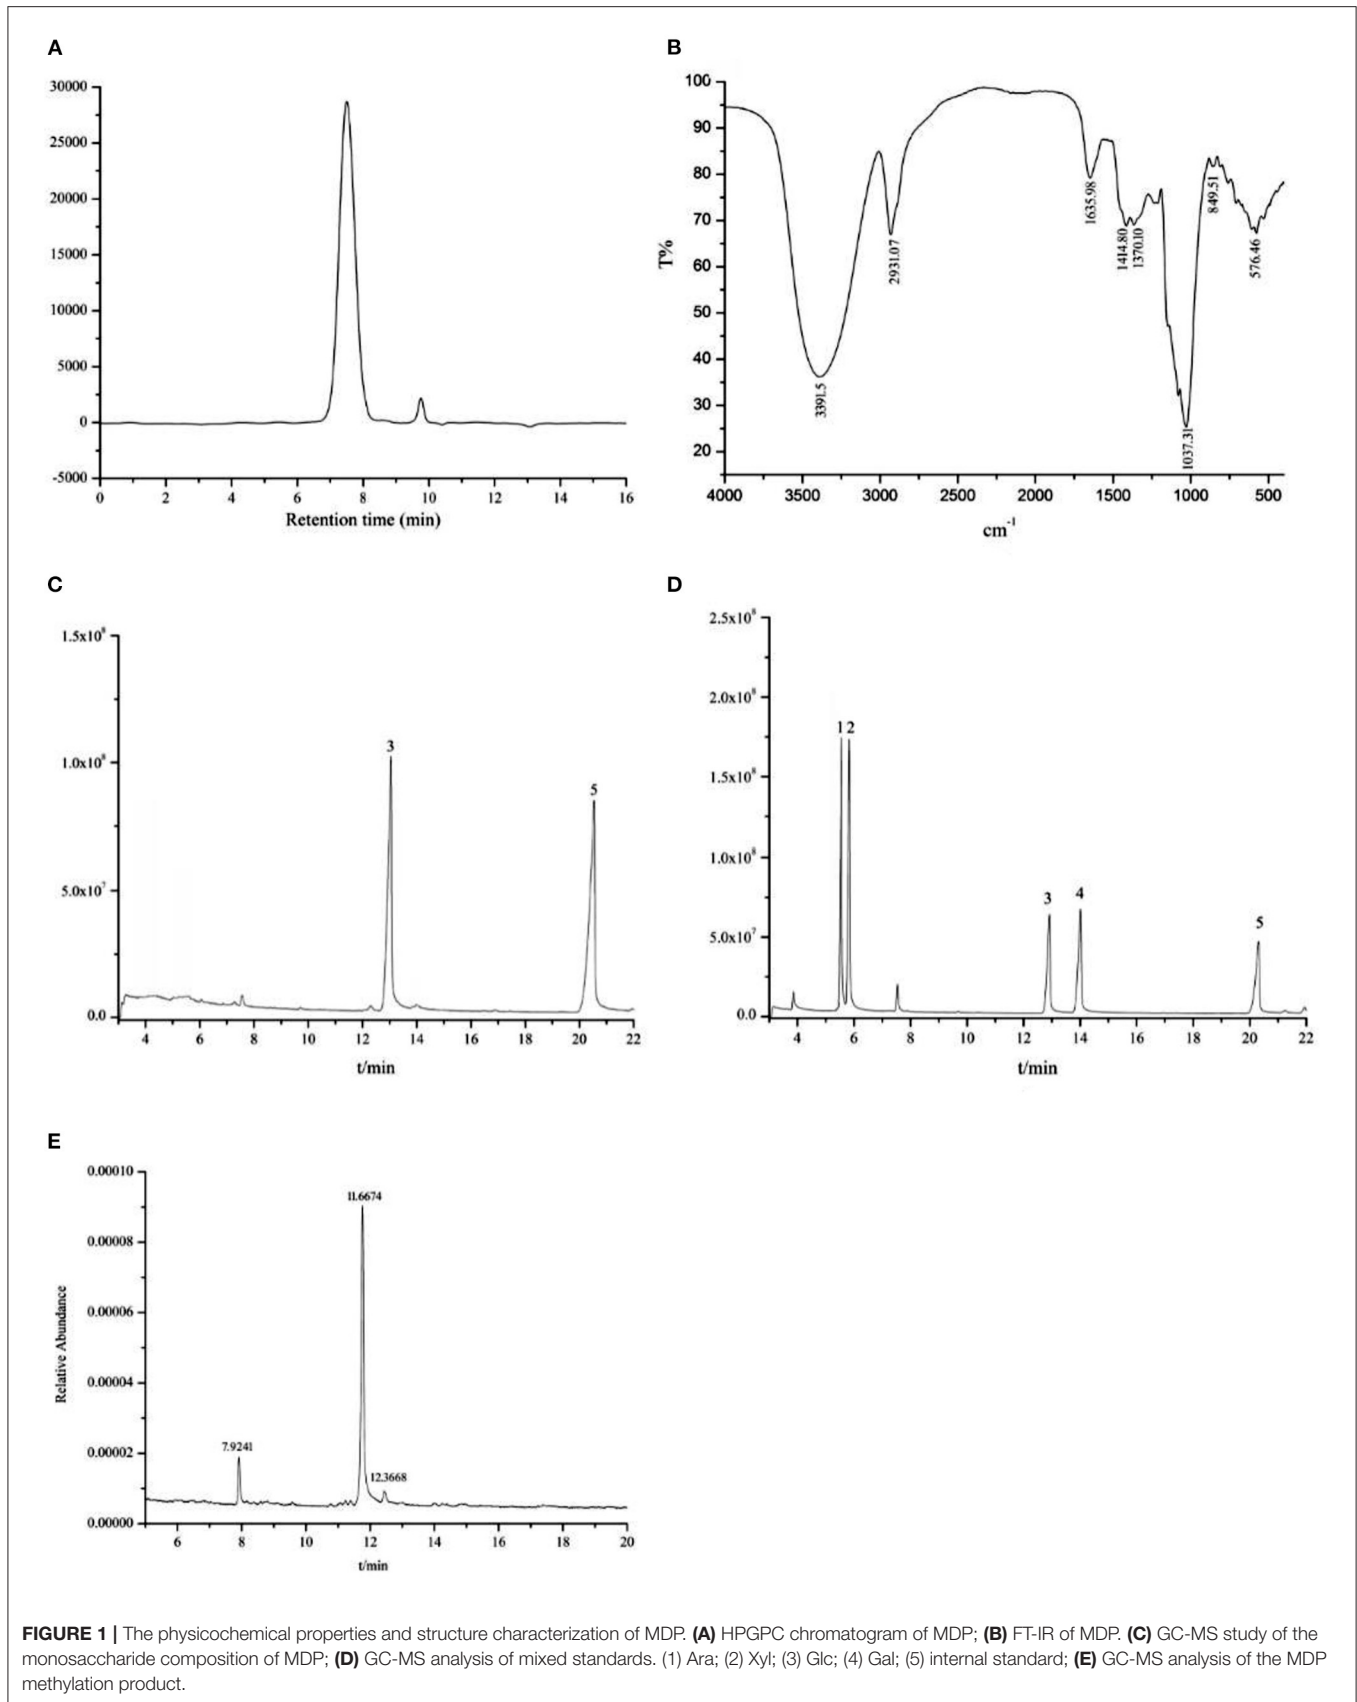 A
30000
25000
20000
15000
10000
5000
0
-5000
0 2 4 6 8 10 12 14 16
Retention time (min)
B
100
90
80
70
60
50
40
30
20
T%
3391.5
2931.07
1635.98
1414.80
1370.10
1037.31
849.51
576.46
4000 3500 3000 2500 2000 1500 1000 500
cm-1
C
1.5x10⁸
1.0x10⁸
5.0x10⁷
0.0
3
5
4 6 8 10 12 14 16 18 20 22
t/min
D
2.5x10⁸
2.0x10⁸
1.5x10⁸
1.0x10⁸
5.0x10⁷
0.0
1 2
3
4
5
4 6 8 10 12 14 16 18 20 22
t/min
E
0.00010
0.00008
0.00006
0.00004
0.00002
0.00000
Relative Abundance
7.9241
11.6674
12.3668
6 8 10 12 14 16 18 20
t/min
FIGURE 1 | The physicochemical properties and structure characterization of MDP. (A) HPGPC chromatogram of MDP; (B) FT-IR of MDP. (C) GC-MS study of the
monosaccharide composition of MDP; (D) GC-MS analysis of mixed standards. (1) Ara; (2) Xyl; (3) Glc; (4) Gal; (5) internal standard; (E) GC-MS analysis of the MDP
methylation product.